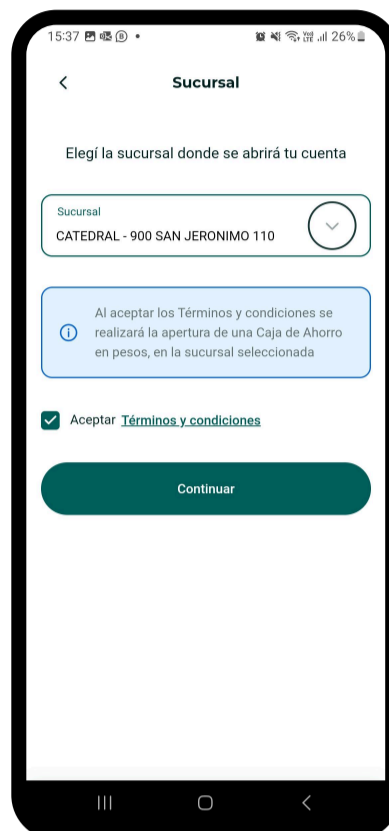 15:37 26%
Sucursal
Elegí la sucursal donde se abrirá tu cuenta
Sucursal
CATEDRAL - 900 SAN JERONIMO 110
Al aceptar los Términos y condiciones se
realizará la apertura de una Caja de Ahorro
en pesos, en la sucursal seleccionada
Aceptar Términos y condiciones
Continuar